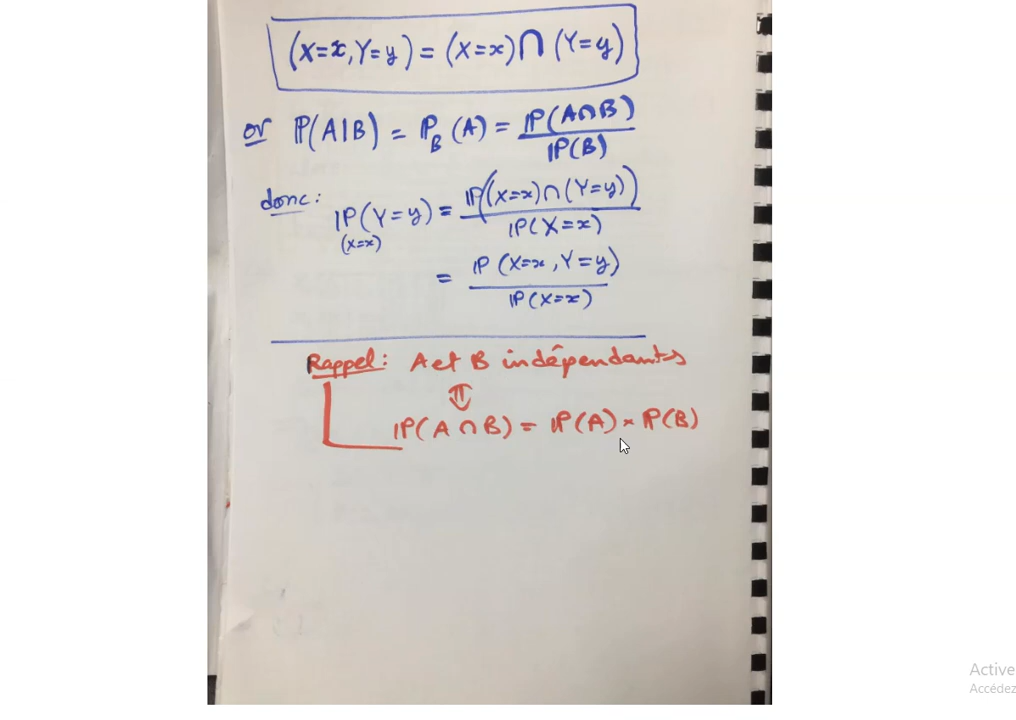 (X=x, Y=y) = (X=x) ∩ (Y=y)
or ℙ(A|B) = ℙ_B(A) = ℙ(A∩B) / ℙ(B)
donc: ℙ_(X=x)(Y=y) = ℙ((X=x)∩(Y=y)) / ℙ(X=x)
= ℙ(X=x, Y=y) / ℙ(X=x)
Rappel: A et B indépendants
⇕
ℙ(A∩B) = ℙ(A) × ℙ(B)
Active
Accédez